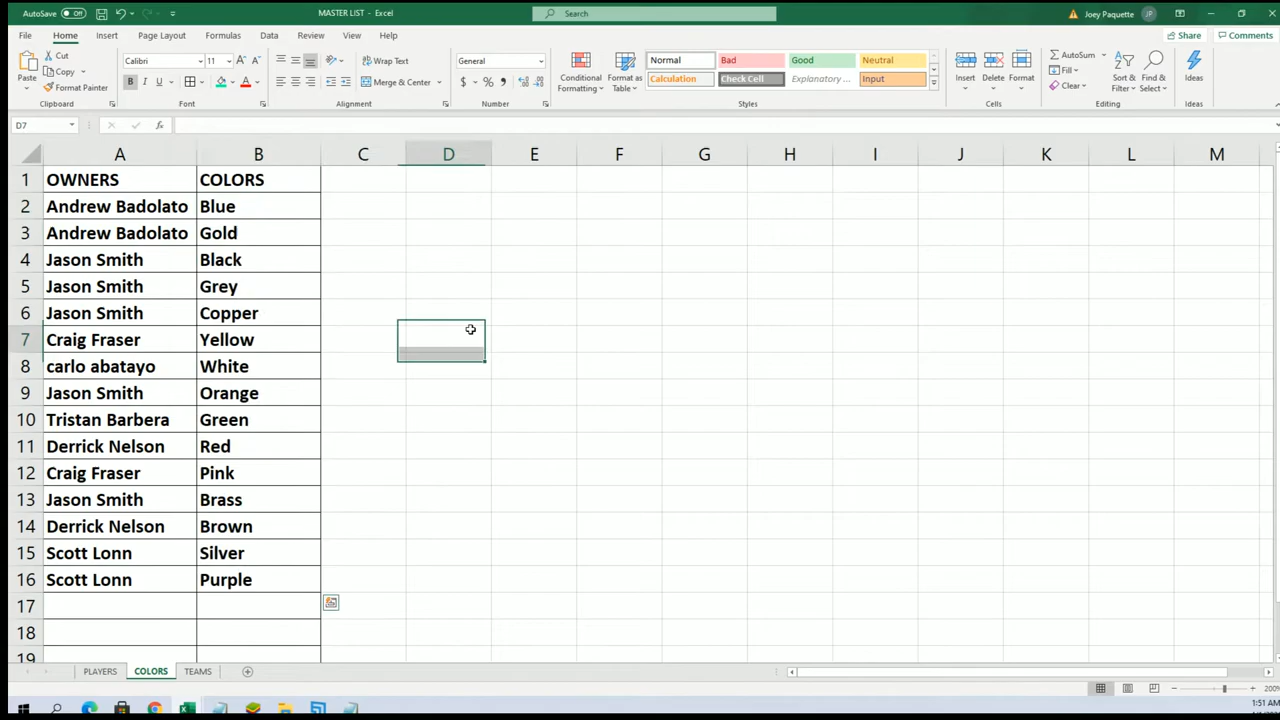 AutoSave Off MASTER LIST - Excel Search Joey Paquette JP
File Home Insert Page Layout Formulas Data Review View Help Share Comments
Paste Cut Copy Format Painter Clipboard
Calibri 11 B I U Font
Wrap Text Merge & Center Alignment
General $ % Number
Conditional Formatting Format as Table
Normal Bad Good Neutral
Calculation Check Cell Explanatory ... Input
Styles
Insert Delete Format Cells
AutoSum Fill Clear Sort & Filter Find & Select Editing
Ideas Ideas
D7 fx
A B C D E F G H I J K L M
1 OWNERS COLORS
2 Andrew Badolato Blue
3 Andrew Badolato Gold
4 Jason Smith Black
5 Jason Smith Grey
6 Jason Smith Copper
7 Craig Fraser Yellow
8 carlo abatayo White
9 Jason Smith Orange
10 Tristan Barbera Green
11 Derrick Nelson Red
12 Craig Fraser Pink
13 Jason Smith Brass
14 Derrick Nelson Brown
15 Scott Lonn Silver
16 Scott Lonn Purple
17
18
19
PLAYERS COLORS TEAMS
200%
1:51 AM